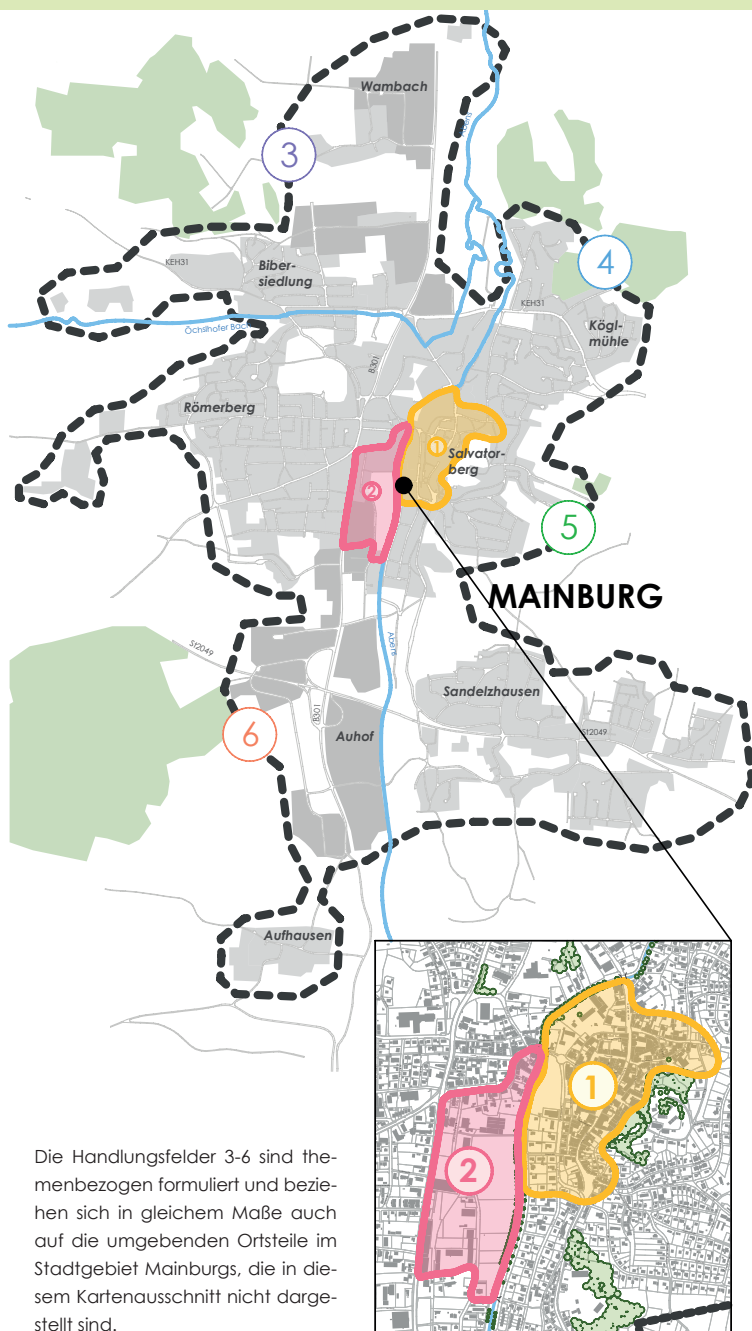 Wambach
Abens
3
4
KEH31
Biber-
siedlung
KEH31
Kögl-
mühle
Öchslhofer Bach
B301
Römerberg
1
Salvator-
berg
2
5
MAINBURG
Abens
St2049
Sandelzhausen
B301
6
Auhof
St2049
Aufhausen
1
2
Die Handlungsfelder 3-6 sind the-
menbezogen formuliert und bezie-
hen sich in gleichem Maße auch
auf die umgebenden Ortsteile im
Stadtgebiet Mainburgs, die in die-
sem Kartenausschnitt nicht darge-
stellt sind.